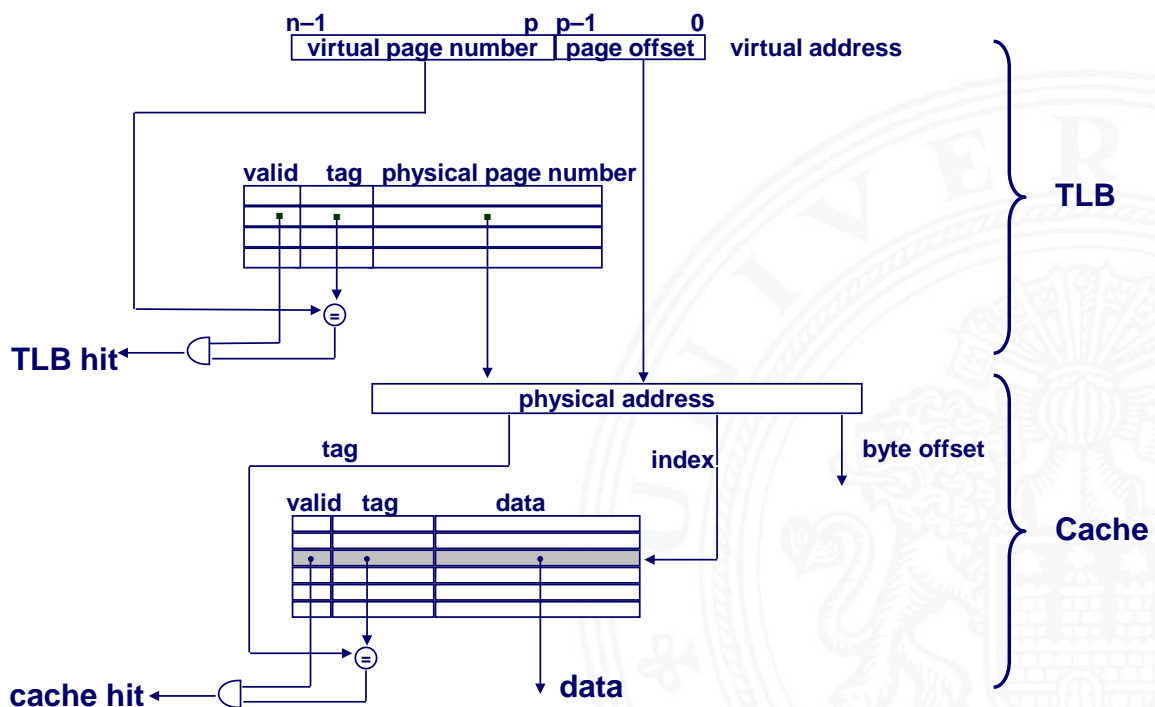 n–1 p p–1 0
virtual page number page offset virtual address
valid tag physical page number
TLB
=
TLB hit
physical address
tag index byte offset
valid tag data
Cache
=
cache hit data
UNIVER